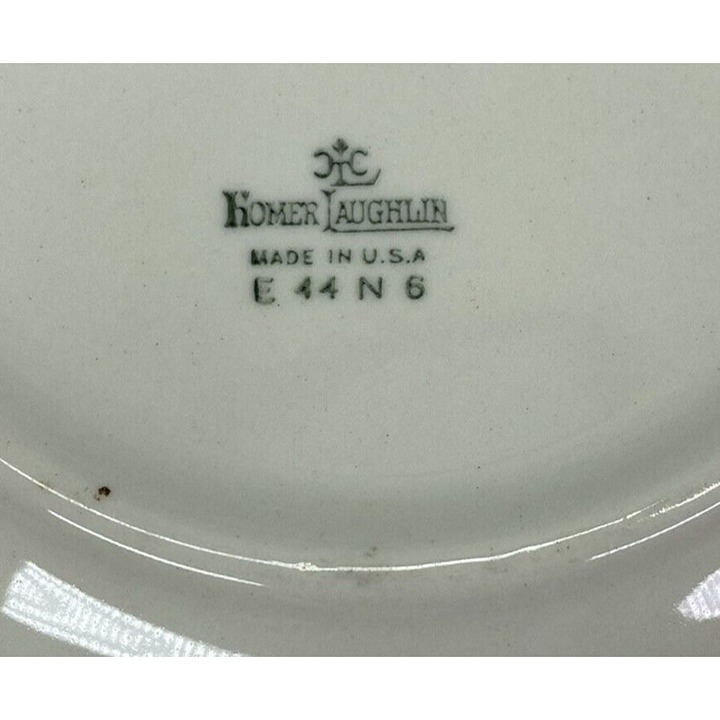 HLC
HOMER LAUGHLIN
MADE IN U.S.A
E 44 N 6